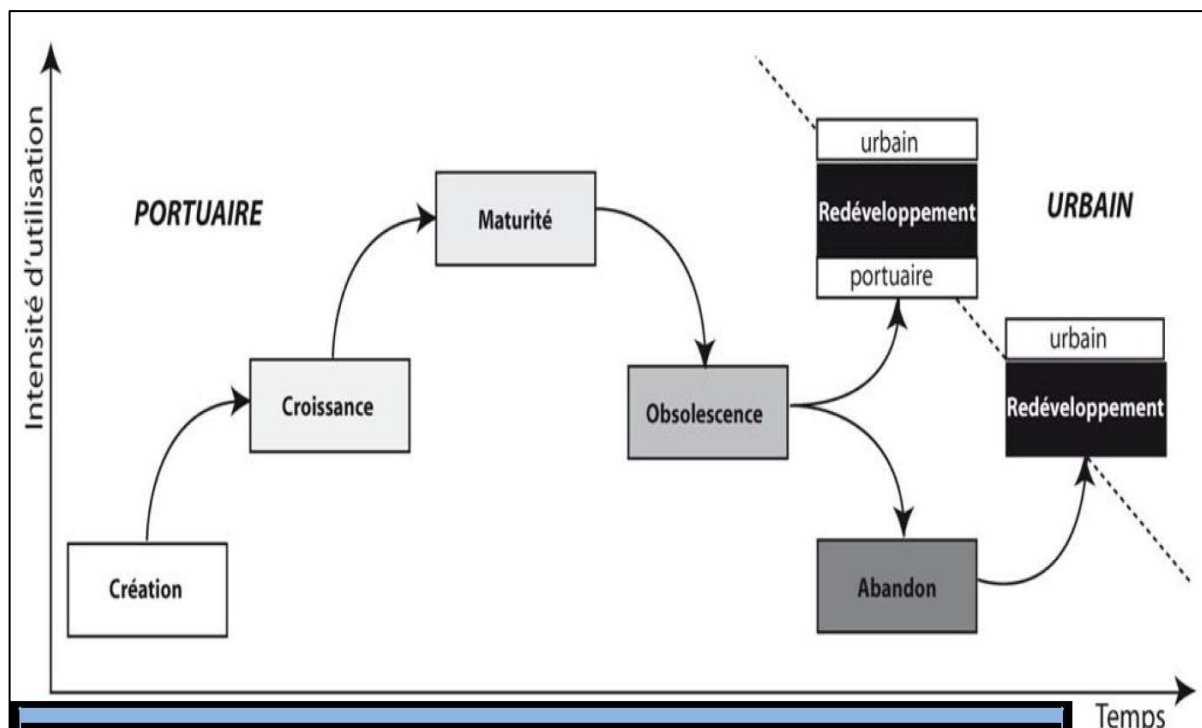 Intensité d'utilisation
PORTUAIRE
Création
Croissance
Maturité
Obsolescence
urbain
Redéveloppement
portuaire
URBAIN
urbain
Redéveloppement
Abandon
Temps